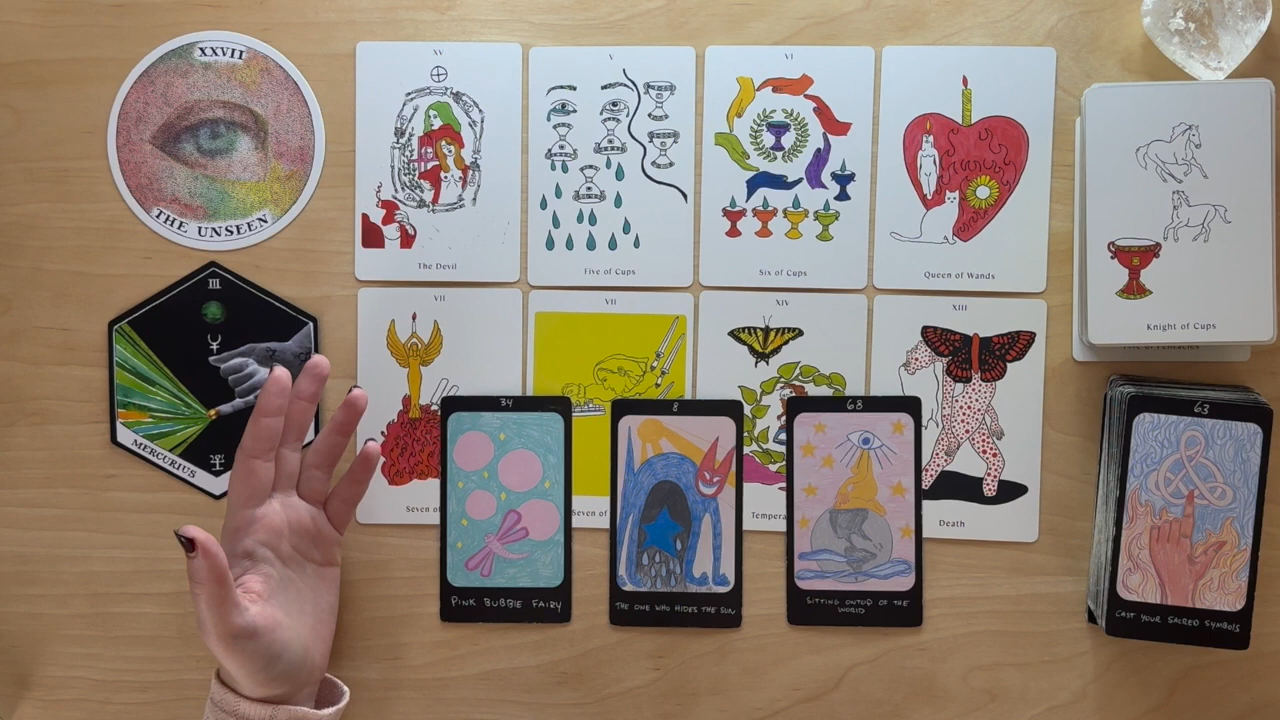 XXVII
THE UNSEEN
III
MERCURIUS
XV
The Devil
V
Five of Cups
VI
Six of Cups
Queen of Wands
VII
Seven of
VII
Seven of
XIV
Tempera
XIII
Death
34
PINK BUBBLE FAIRY
8
THE ONE WHO HIDES THE SUN
68
SITTING ONTOP OF THE
WORLD
Knight of Cups
63
CAST YOUR SACRED SYMBOLS